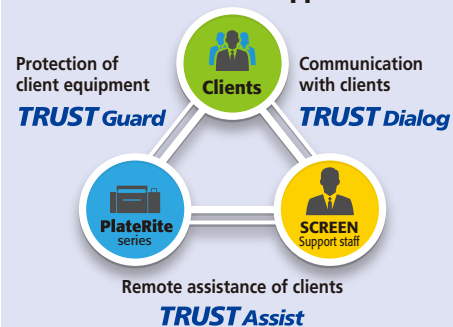 Protection of
client equipment
TRUST Guard
Clients
Communication
with clients
TRUST Dialog
PlateRite
series
SCREEN
Support staff
Remote assistance of clients
TRUST Assist